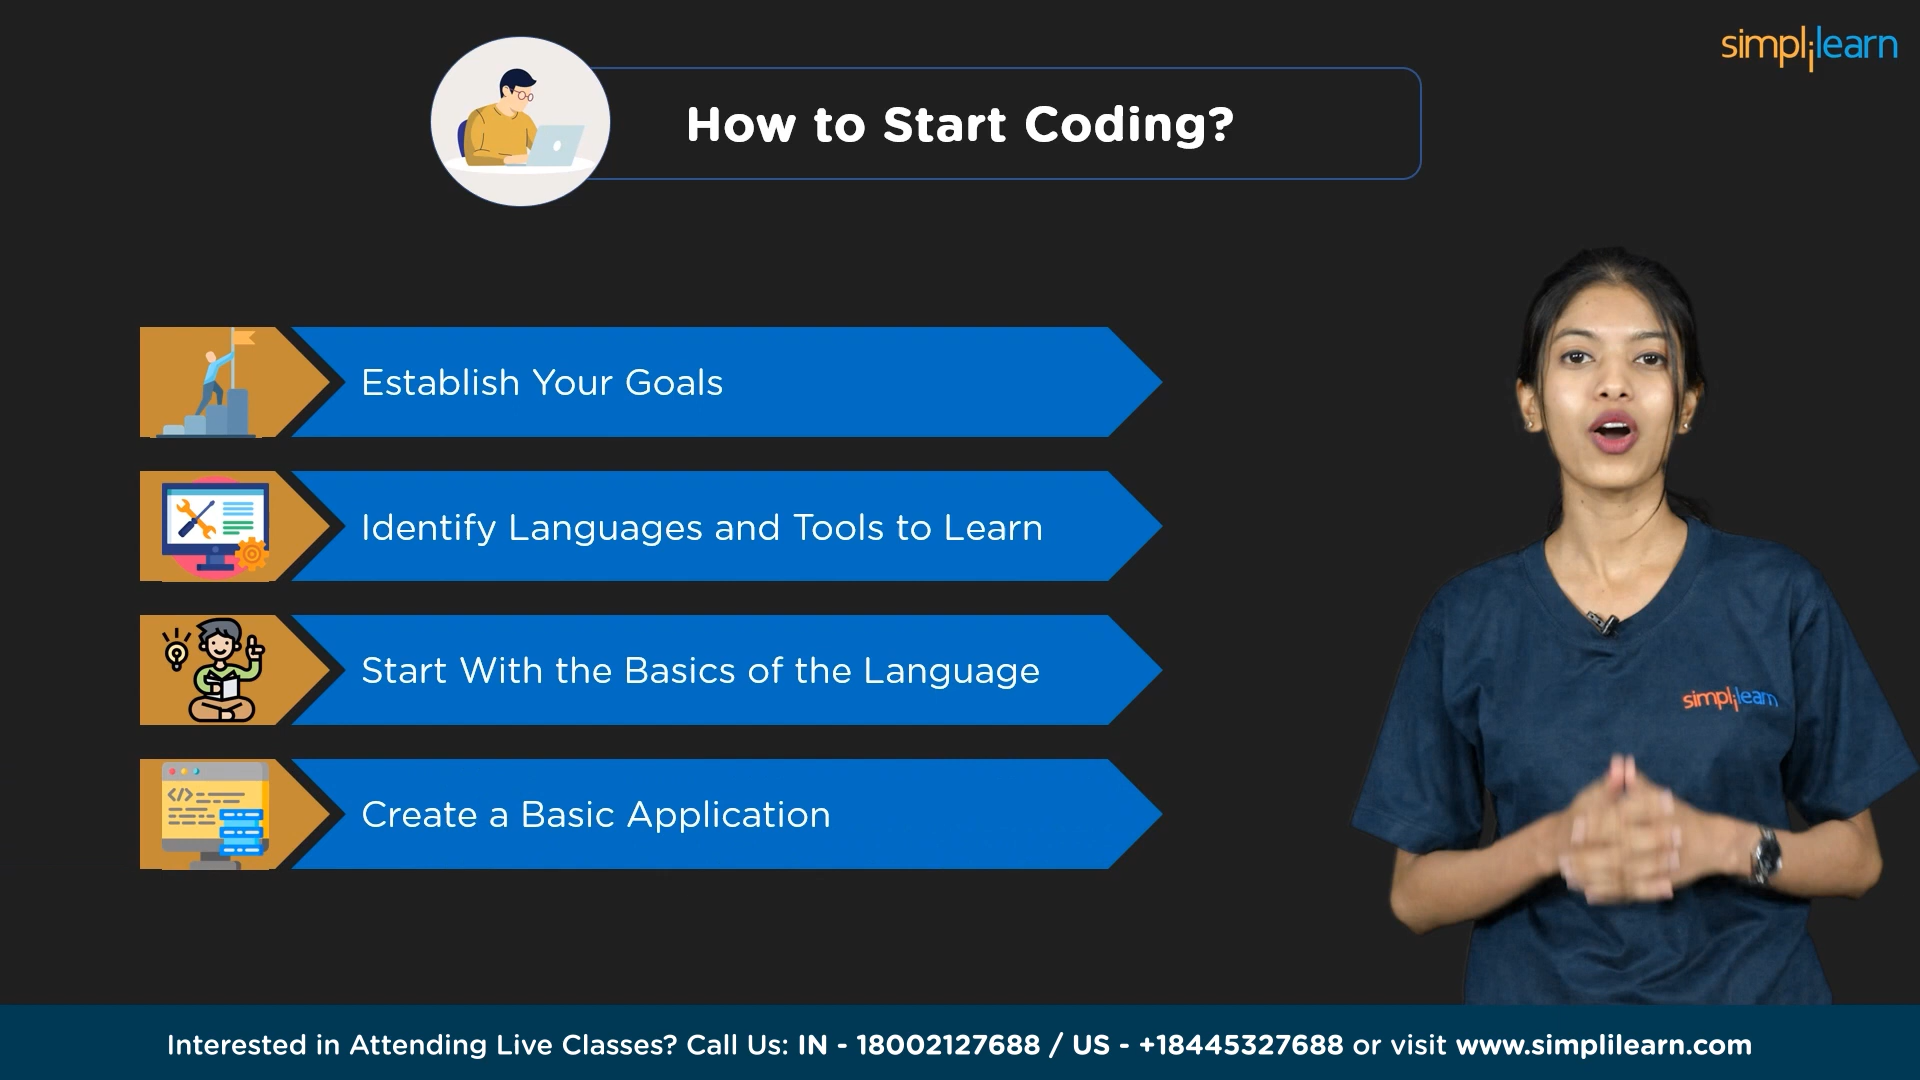 simplilearn
How to Start Coding?
Establish Your Goals
Identify Languages and Tools to Learn
Start With the Basics of the Language
Create a Basic Application
simplilearn
Interested in Attending Live Classes? Call Us: IN - 18002127688 / US - +18445327688 or visit www.simplilearn.com